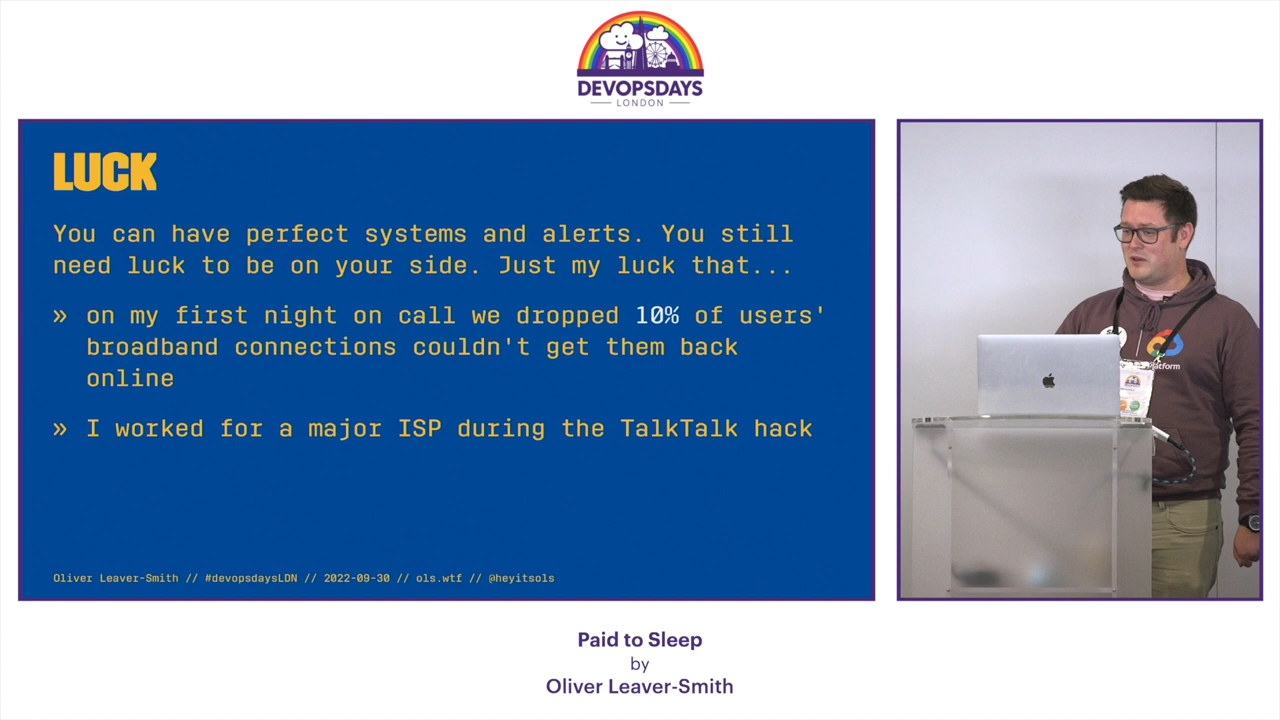 DEVOPSDAYS
LONDON
LUCK
You can have perfect systems and alerts. You still
need luck to be on your side. Just my luck that...
» on my first night on call we dropped 10% of users'
broadband connections couldn't get them back
online
» I worked for a major ISP during the TalkTalk hack
Oliver Leaver-Smith // #devopsdaysLDN // 2022-09-30 // ols.wtf // @heyitsols
Paid to Sleep
by
Oliver Leaver-Smith